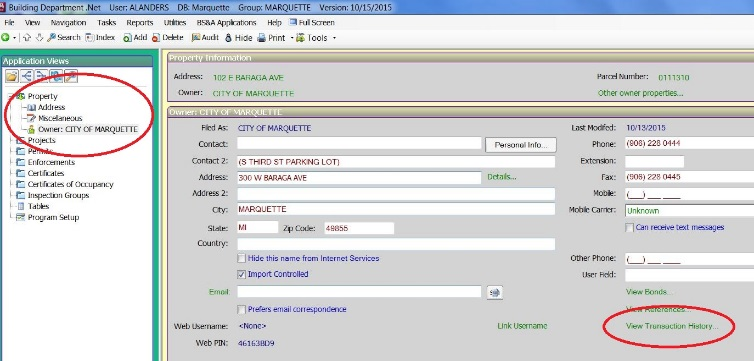 Building Department .Net User: ALANDERS DB: Marquette Group: MARQUETTE Version: 10/15/2015
File View Navigation Tasks Reports Utilities BS&A Applications Help Full Screen
Search Index Add Delete Audit Hide Print Tools
Application Views
Property
Address
Miscellaneous
Owner: CITY OF MARQUETTE
Projects
Permits
Enforcements
Certificates
Certificates of Occupancy
Inspection Groups
Tables
Program Setup
Property Information
Address: 102 E BARAGA AVE Parcel Number: 0111310
Owner: CITY OF MARQUETTE Other owner properties...
Owner: CITY OF MARQUETTE
Filed As: CITY OF MARQUETTE Last Modifed: 10/13/2015
Contact: Personal Info... Phone: (906) 228 0444
Contact 2: (S THIRD ST PARKING LOT) Extension:
Address: 300 W BARAGA AVE Details... Fax: (906) 228 0445
Address 2: Mobile: (__) ___ ____
City: MARQUETTE Mobile Carrier: Unknown
State: MI Zip Code: 49855 Can receive text messages
Country:
Hide this name from Internet Services Other Phone: (__) ___ ____
Import Controlled User Field:
Email View Bonds...
Prefers email correspondence View References...
Web Username: <None> Link Username View Transaction History...
Web PIN: 461638D9